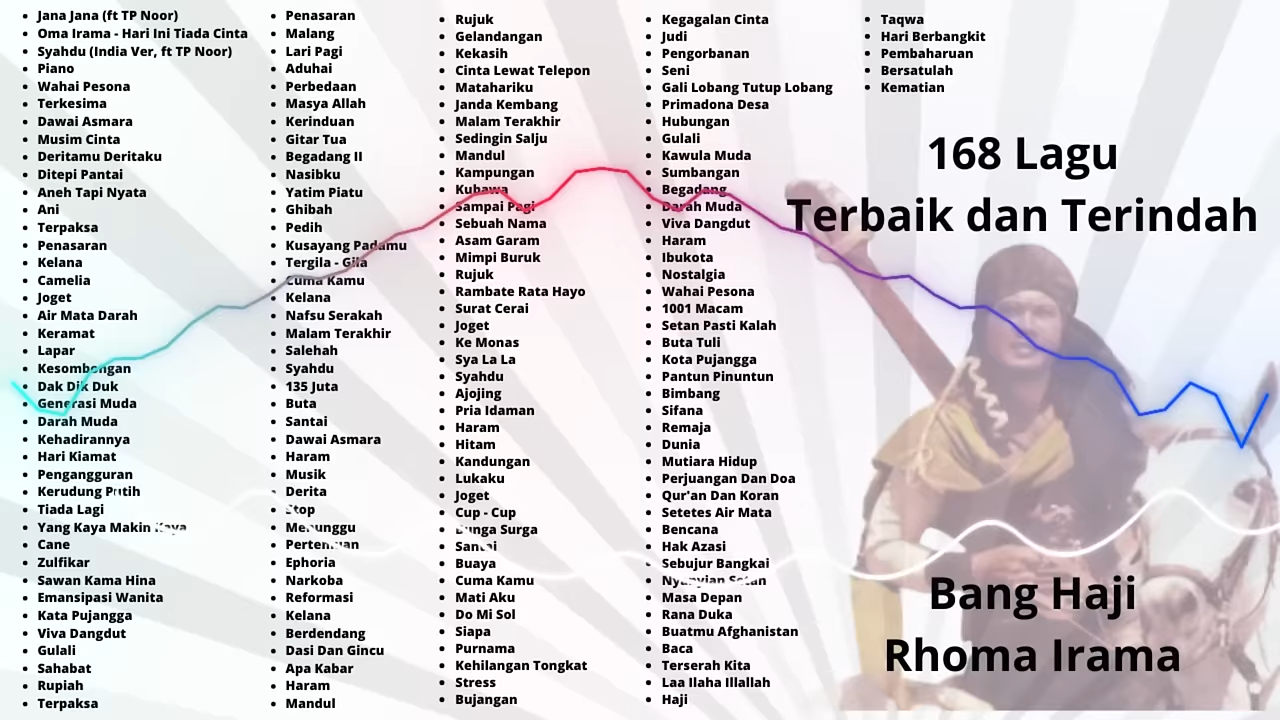 Jana Jana (ft TP Noor)
Oma Irama - Hari Ini Tiada Cinta
Syahdu (India Ver, ft TP Noor)
Piano
Wahai Pesona
Terkesima
Dawai Asmara
Musim Cinta
Deritamu Deritaku
Ditepi Pantai
Aneh Tapi Nyata
Ani
Terpaksa
Penasaran
Kelana
Camelia
Joget
Air Mata Darah
Keramat
Lapar
Kesombongan
Dak Dik Duk
Generasi Muda
Darah Muda
Kehadirannya
Hari Kiamat
Pengangguran
Kerudung Putih
Tiada Lagi
Yang Kaya Makin Kaya
Cane
Zulfikar
Sawan Kama Hina
Emansipasi Wanita
Kata Pujangga
Viva Dangdut
Gulali
Sahabat
Rupiah
Terpaksa
Penasaran
Malang
Lari Pagi
Aduhai
Perbedaan
Masya Allah
Kerinduan
Gitar Tua
Begadang II
Nasibku
Yatim Piatu
Ghibah
Pedih
Kusayang Padamu
Tergila - Gila
Cuma Kamu
Kelana
Nafsu Serakah
Malam Terakhir
Salehah
Syahdu
135 Juta
Buta
Santai
Dawai Asmara
Haram
Musik
Derita
Stop
Menunggu
Pertemuan
Ephoria
Narkoba
Reformasi
Kelana
Berdendang
Dasi Dan Gincu
Apa Kabar
Haram
Mandul
Rujuk
Gelandangan
Kekasih
Cinta Lewat Telepon
Matahariku
Janda Kembang
Malam Terakhir
Sedingin Salju
Mandul
Kampungan
Kubawa
Sampai Pagi
Sebuah Nama
Asam Garam
Mimpi Buruk
Rujuk
Rambate Rata Hayo
Surat Cerai
Joget
Ke Monas
Sya La La
Syahdu
Ajojing
Pria Idaman
Haram
Hitam
Kandungan
Lukaku
Joget
Cup - Cup
Bunga Surga
Santai
Buaya
Cuma Kamu
Mati Aku
Do Mi Sol
Siapa
Purnama
Kehilangan Tongkat
Stress
Bujangan
Kegagalan Cinta
Judi
Pengorbanan
Seni
Gali Lobang Tutup Lobang
Primadona Desa
Hubungan
Gulali
Kawula Muda
Sumbangan
Begadang
Darah Muda
Viva Dangdut
Haram
Ibukota
Nostalgia
Wahai Pesona
1001 Macam
Setan Pasti Kalah
Buta Tuli
Kota Pujangga
Pantun Pinuntun
Bimbang
Sifana
Remaja
Dunia
Mutiara Hidup
Perjuangan Dan Doa
Qur'an Dan Koran
Setetes Air Mata
Bencana
Hak Azasi
Sebujur Bangkai
Nyanyian Setan
Masa Depan
Rana Duka
Buatmu Afghanistan
Baca
Terserah Kita
Laa Ilaha Illallah
Haji
Taqwa
Hari Berbangkit
Pembaharuan
Bersatulah
Kematian
168 Lagu
Terbaik dan Terindah
Bang Haji
Rhoma Irama